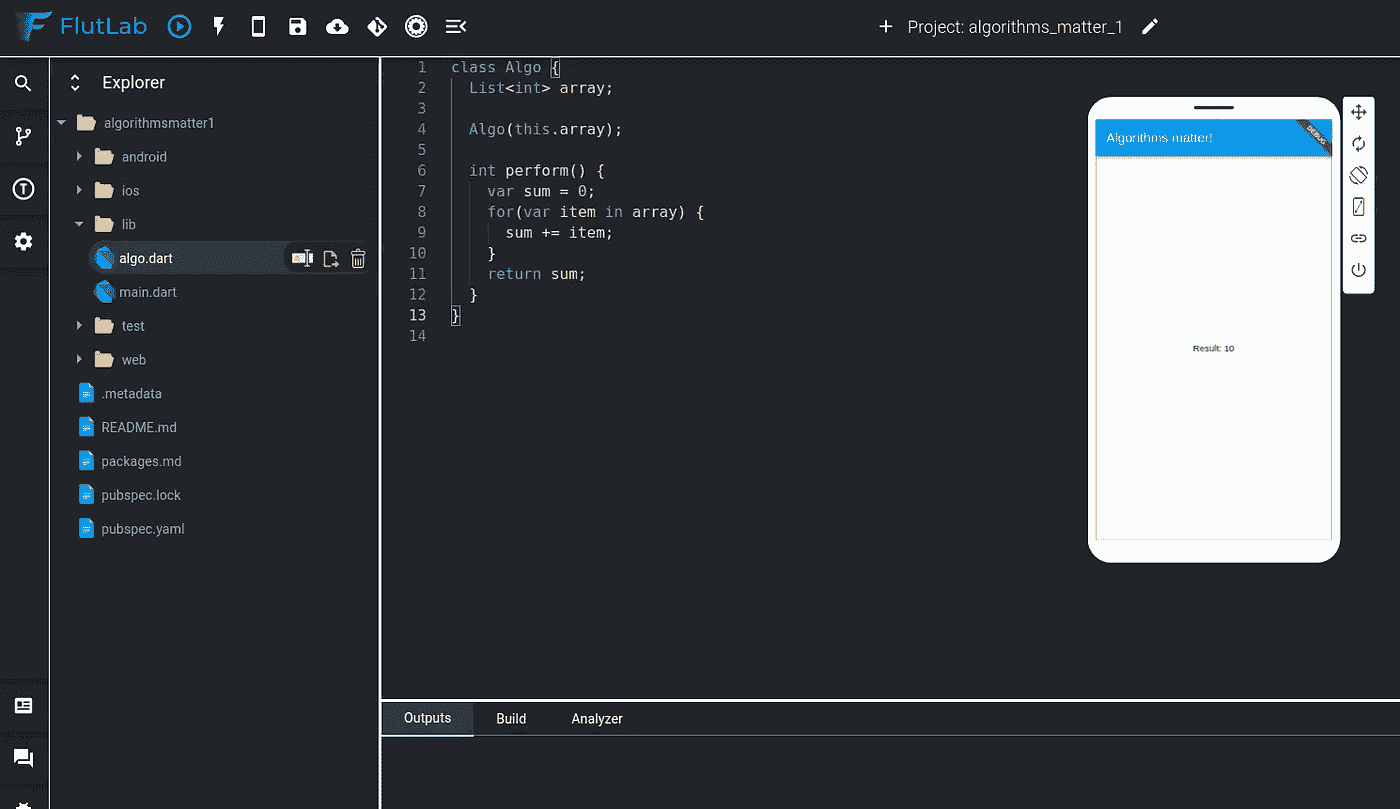 FlutLab
Project: algorithms_matter_1
Explorer
algorithmsmatter1
android
ios
lib
algo.dart
main.dart
test
web
.metadata
README.md
packages.md
pubspec.lock
pubspec.yaml
1 class Algo {
2 List<int> array;
3
4 Algo(this.array);
5
6 int perform() {
7 var sum = 0;
8 for(var item in array) {
9 sum += item;
10 }
11 return sum;
12 }
13 }
14
Algorithms matter!
DEBUG
Result: 10
Outputs Build Analyzer